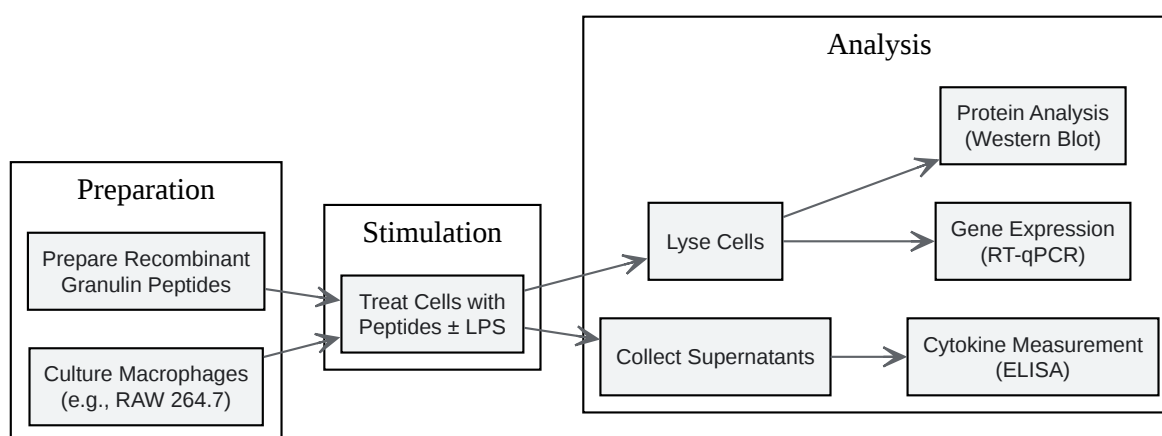 Preparation
Prepare Recombinant
Granulin Peptides
Culture Macrophages
(e.g., RAW 264.7)
Stimulation
Treat Cells with
Peptides ± LPS
Analysis
Lyse Cells
Collect Supernatants
Protein Analysis
(Western Blot)
Gene Expression
(RT-qPCR)
Cytokine Measurement
(ELISA)